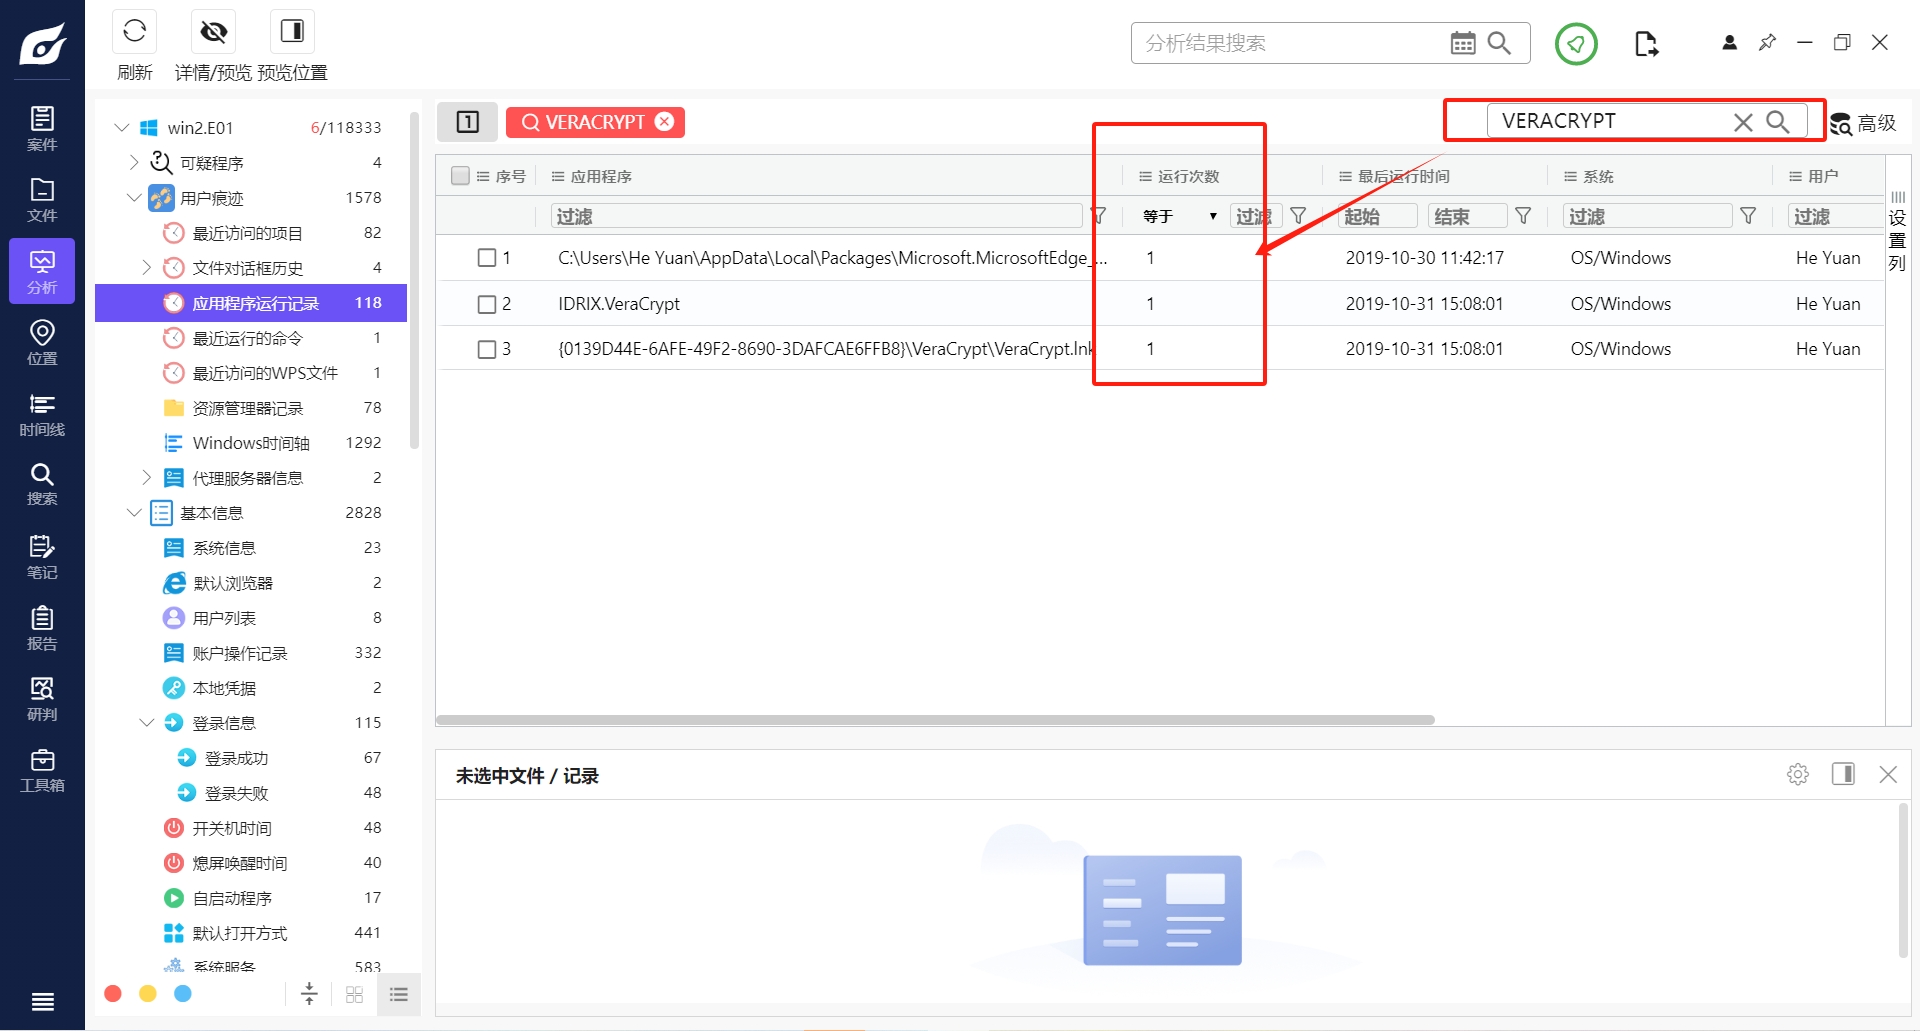 刷新
详情/预览
预览位置
分析结果搜索
案件
文件
分析
位置
时间线
搜索
笔记
报告
研判
工具箱
win2.E01 6/118333
可疑程序 4
用户痕迹 1578
最近访问的项目 82
文件对话框历史 4
应用程序运行记录 118
最近运行的命令 1
最近访问的WPS文件 1
资源管理器记录 78
Windows时间轴 1292
代理服务器信息 2
基本信息 2828
系统信息 23
默认浏览器 2
用户列表 8
账户操作记录 332
本地凭据 2
登录信息 115
登录成功 67
登录失败 48
开关机时间 48
熄屏唤醒时间 40
自启动程序 17
默认打开方式 441
系统服务 583
1
VERACRYPT
VERACRYPT
高级
序号 应用程序 运行次数 最后运行时间 系统 用户
过滤 等于 过滤 起始 结束 过滤 过滤
1 C:\Users\He Yuan\AppData\Local\Packages\Microsoft.MicrosoftEdge_... 1 2019-10-30 11:42:17 OS/Windows He Yuan
2 IDRIX.VeraCrypt 1 2019-10-31 15:08:01 OS/Windows He Yuan
3 {0139D44E-6AFE-49F2-8690-3DAFCAE6FFB8}\VeraCrypt\VeraCrypt.lnk 1 2019-10-31 15:08:01 OS/Windows He Yuan
设置列
未选中文件 / 记录